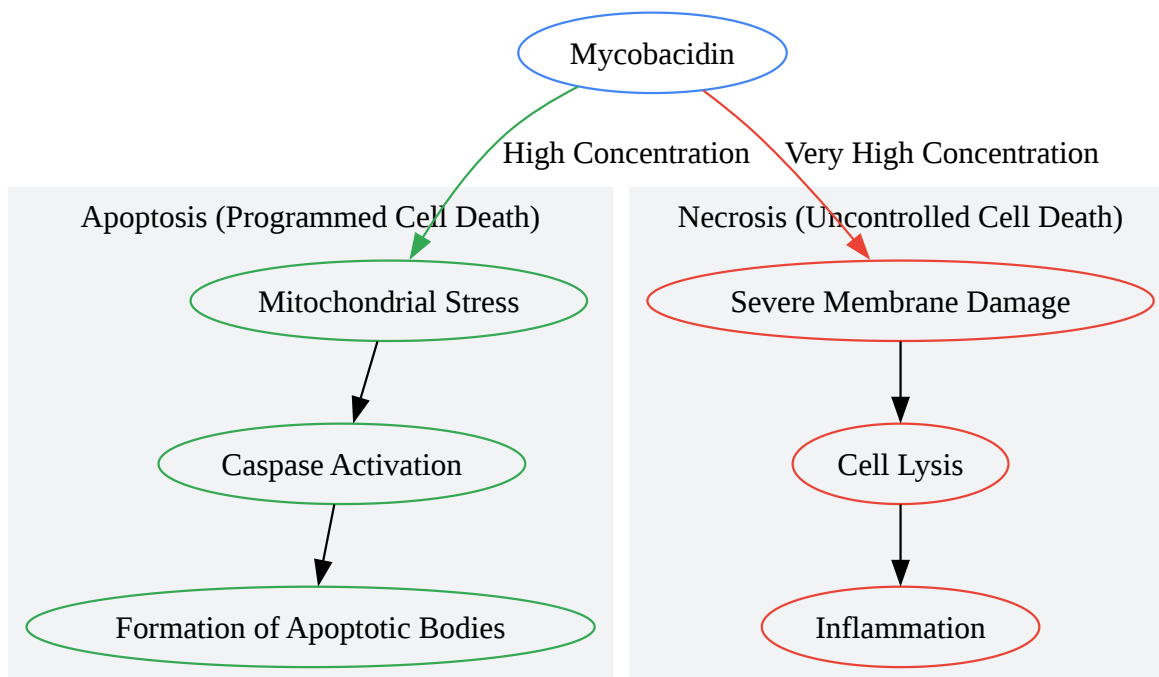 Mycobacidin
High Concentration
Very High Concentration
Apoptosis (Programmed Cell Death)
Necrosis (Uncontrolled Cell Death)
Mitochondrial Stress
Severe Membrane Damage
Caspase Activation
Cell Lysis
Formation of Apoptotic Bodies
Inflammation